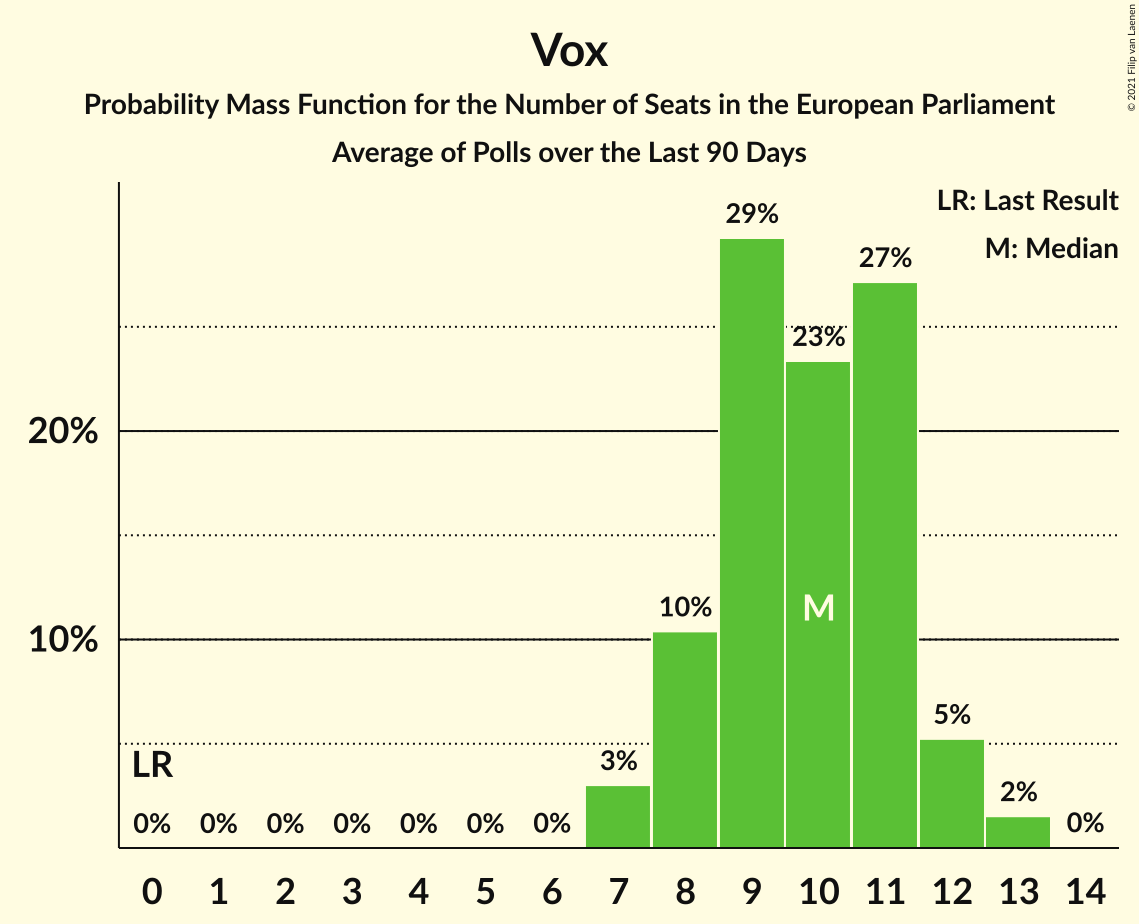 Vox
Probability Mass Function for the Number of Seats in the European Parliament
Average of Polls over the Last 90 Days
© 2021 Filip van Laenen
LR: Last Result
M: Median
29%
27%
23%
20%
10%
M
10%
5%
LR
3%
2%
0% 0% 0% 0% 0% 0% 0% 0%
0 1 2 3 4 5 6 7 8 9 10 11 12 13 14